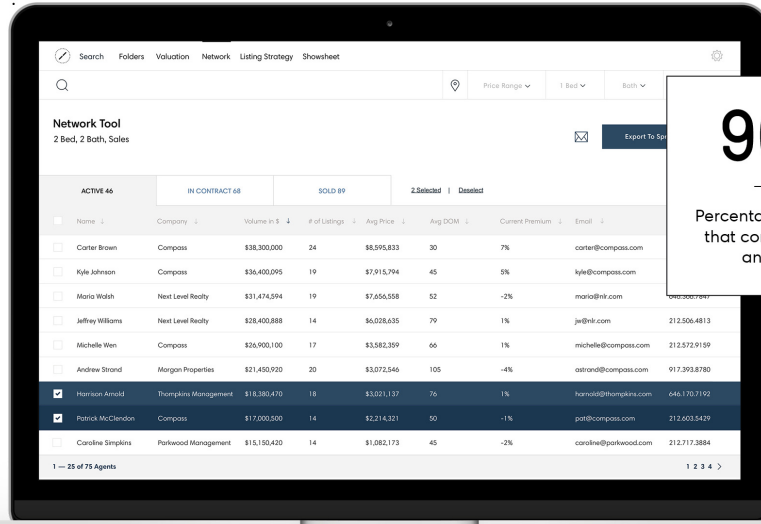 Search Folders Valuation Network Listing Strategy Showsheet
Price Range 1 Bed Bath
Network Tool
2 Bed, 2 Bath, Sales
Export To
ACTIVE 46 IN CONTRACT 68 SOLD 89 2 Selected | Deselect
Name ↓ Company ↓ Volume in $ ↓ # of Listings ↓ Avg Price ↓ Avg DOM ↓ Current Premium ↓ Email ↓
Carter Brown Compass $38,300,000 24 $8,595,833 30 7% carter@compass.com
Kyle Johnson Compass $36,400,095 19 $7,915,794 45 5% kyle@compass.com
Maria Walsh Next Level Realty $31,474,594 19 $7,656,558 52 -2% maria@nlr.com
Jeffrey Williams Next Level Realty $28,400,888 14 $6,028,635 79 1% jw@nlr.com 212.506.4813
Michelle Wen Compass $26,900,100 17 $3,582,359 66 1% michelle@compass.com 212.572.9159
Andrew Strand Morgan Properties $21,450,920 20 $3,072,546 105 -4% astrand@compass.com 917.393.8780
Harrison Arnold Thompkins Management $18,380,470 18 $3,021,137 76 1% harnold@thompkins.com 646.170.7192
Patrick McClendon Compass $17,000,500 14 $2,214,321 50 -1% pat@compass.com 212.603.5429
Caroline Simpkins Parkwood Management $15,150,420 14 $1,082,173 45 -2% caroline@parkwood.com 212.717.3884
1 — 25 of 75 Agents 1 2 3 4 >
9
that